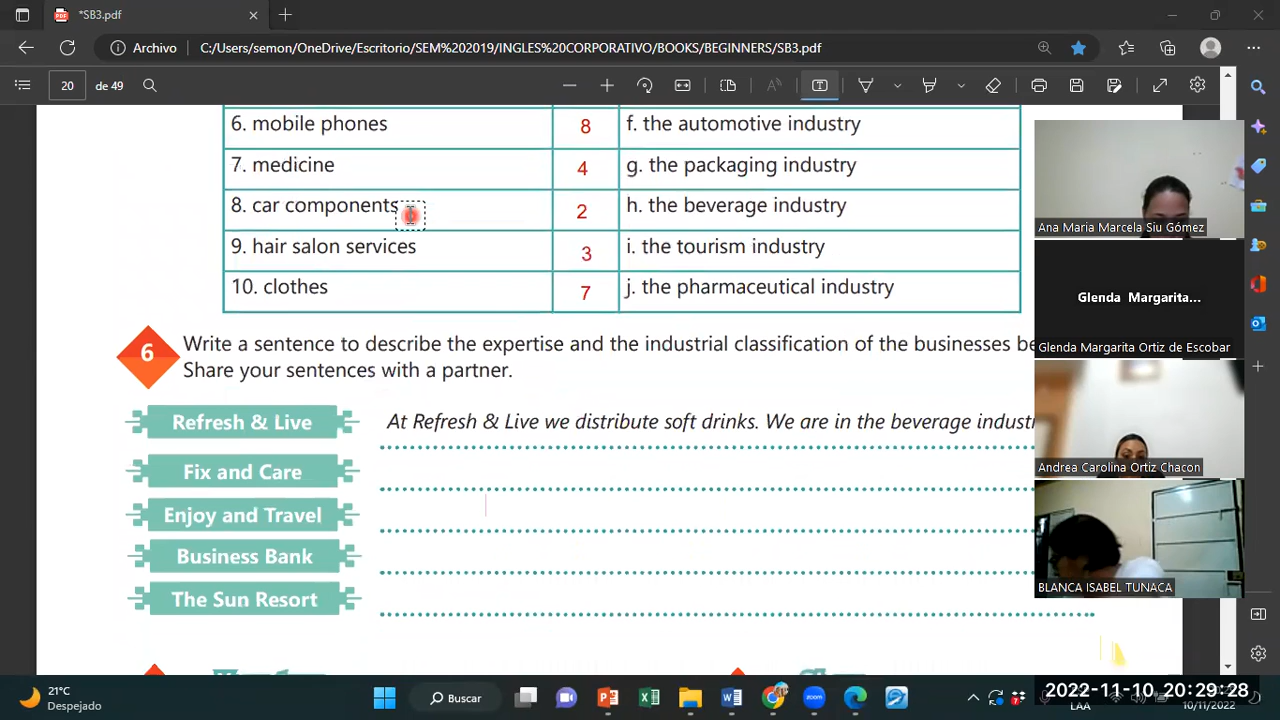 *SB3.pdf
Archivo
C:/Users/semon/OneDrive/Escritorio/SEM%202019/INGLES%20CORPORATIVO/BOOKS/BEGINNERS/SB3.pdf
20 de 49
6. mobile phones 8 f. the automotive industry
7. medicine 4 g. the packaging industry
8. car components 2 h. the beverage industry
9. hair salon services 3 i. the tourism industry
10. clothes 7 j. the pharmaceutical industry
6 Write a sentence to describe the expertise and the industrial classification of the businesses be
Share your sentences with a partner.
Refresh & Live At Refresh & Live we distribute soft drinks. We are in the beverage industr
Fix and Care
Enjoy and Travel
Business Bank
The Sun Resort
Ana Maria Marcela Siu Gómez
Glenda Margarita...
Glenda Margarita Ortiz de Escobar
Andrea Carolina Ortiz Chacon
BLANCA ISABEL TUNACA
21°C
Despejado
Buscar
LAA
2022-11-10 20:29:28
10/11/2022